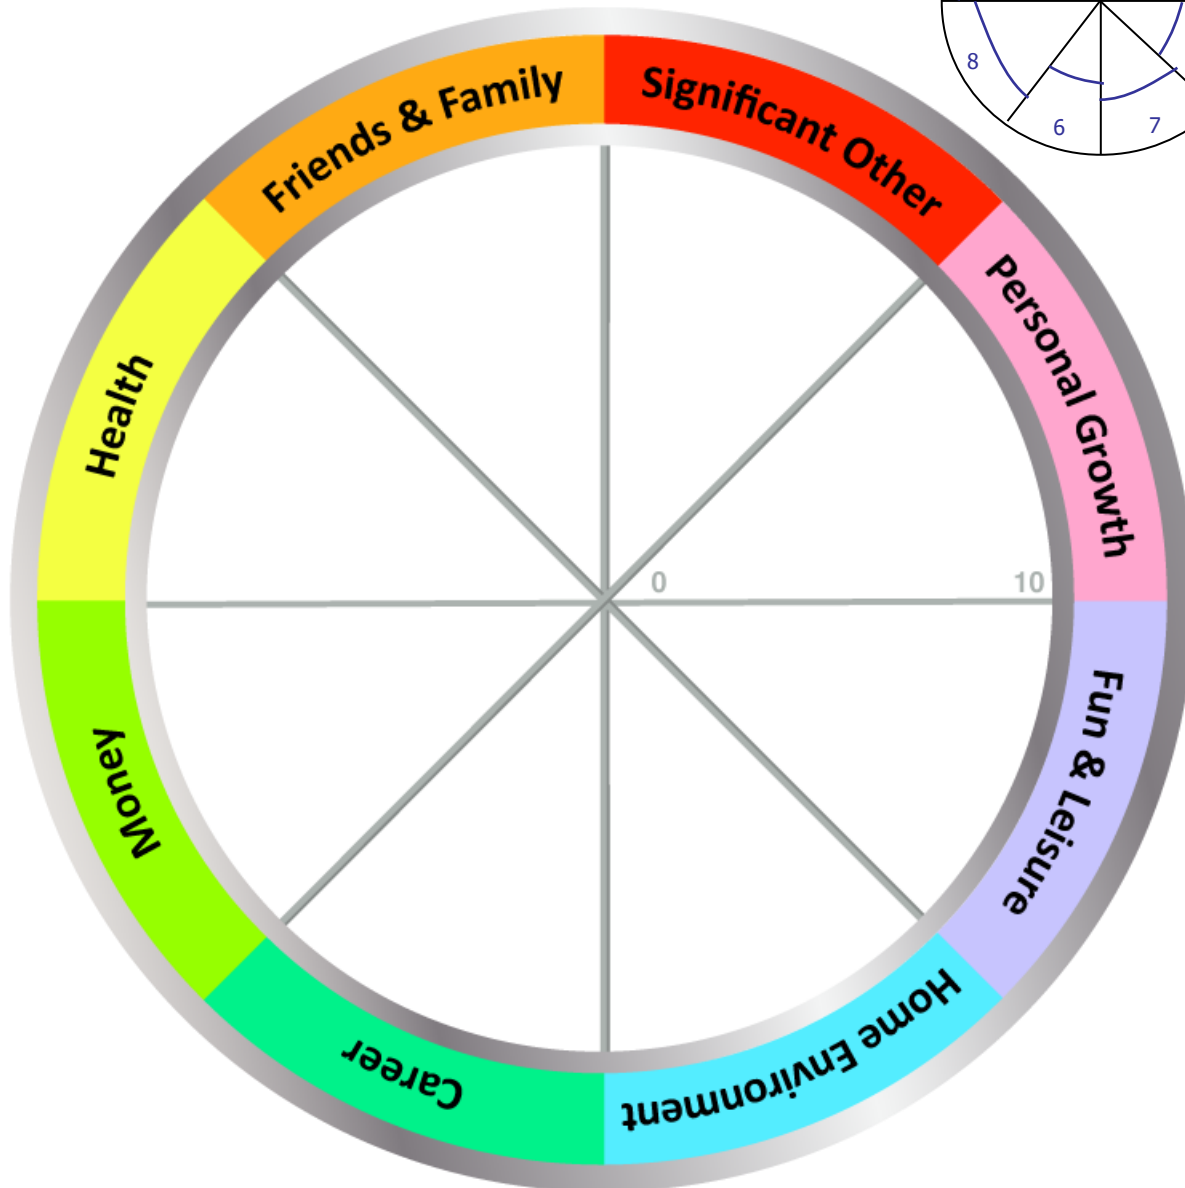 8
6
7
Friends & Family
Significant Other
Personal Growth
Health
0
10
Fun & Leisure
Money
Home Environment
Career